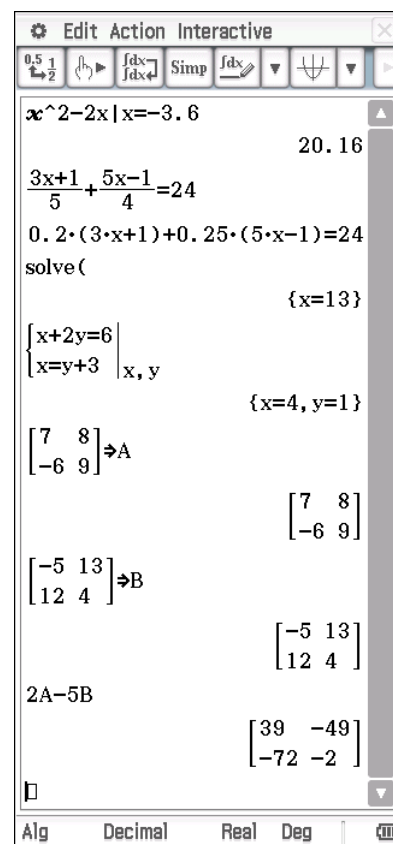 Edit Action Interactive
0.5 1/2 ∫dx ∫dx Simp ∫dx
x^2-2x|x=-3.6
20.16
(3x+1)/5+(5x-1)/4=24
0.2·(3·x+1)+0.25·(5·x-1)=24
solve(
{x=13}
{x+2y=6
x=y+3 |x, y
{x=4, y=1}
[7 8
-6 9]⇒A
[7 8
-6 9]
[-5 13
12 4]⇒B
[-5 13
12 4]
2A-5B
[39 -49
-72 -2]
Alg Decimal Real Deg